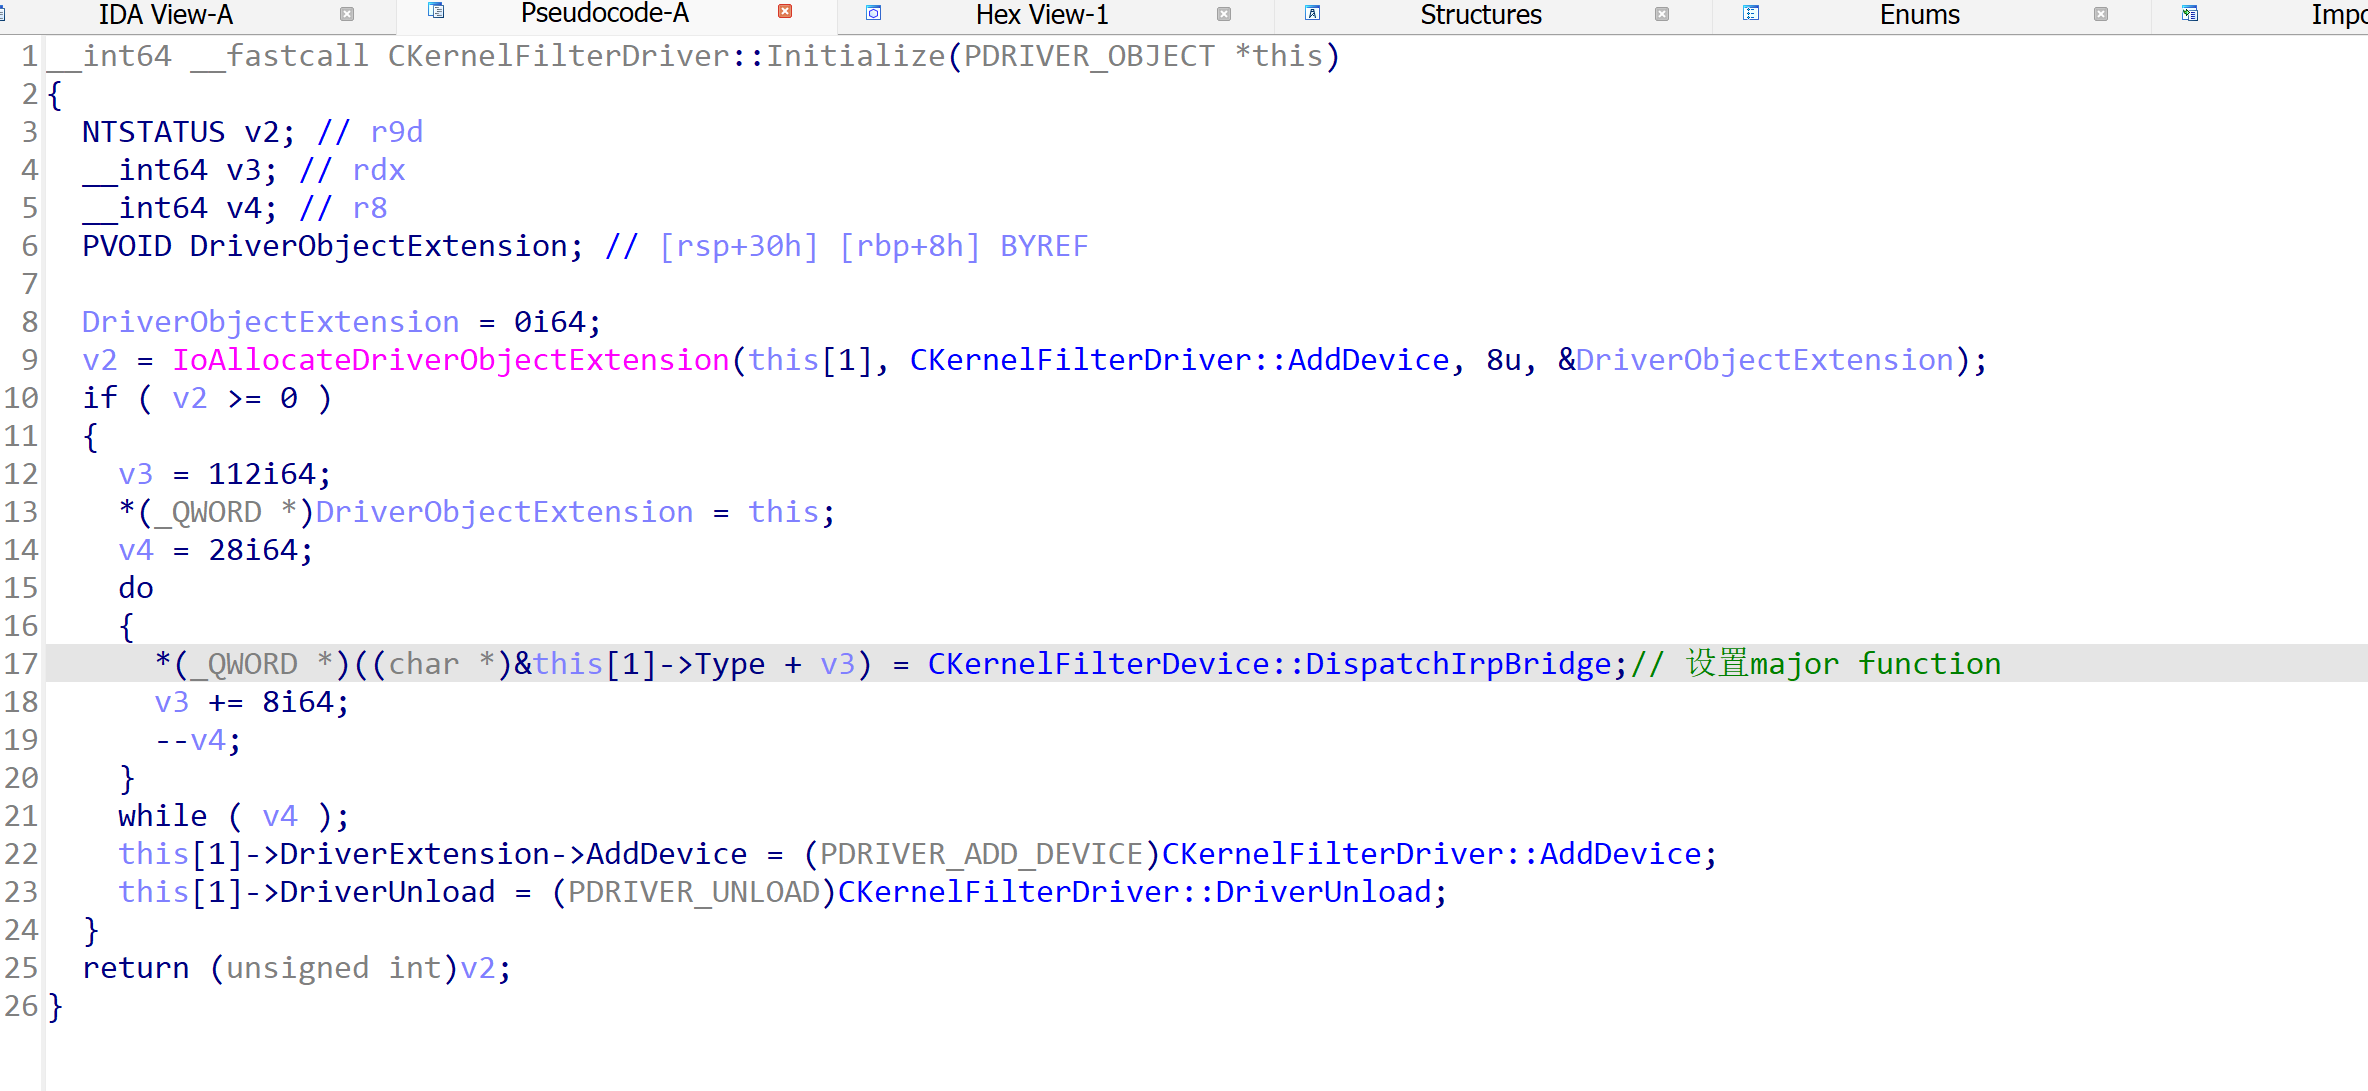 IDA View-A Pseudocode-A Hex View-1 Structures Enums
1 __int64 __fastcall CKernelFilterDriver::Initialize(PDRIVER_OBJECT *this)
2 {
3   NTSTATUS v2; // r9d
4   __int64 v3; // rdx
5   __int64 v4; // r8
6   PVOID DriverObjectExtension; // [rsp+30h] [rbp+8h] BYREF
7
8   DriverObjectExtension = 0i64;
9   v2 = IoAllocateDriverObjectExtension(this[1], CKernelFilterDriver::AddDevice, 8u, &DriverObjectExtension);
10   if ( v2 >= 0 )
11   {
12     v3 = 112i64;
13     *(_QWORD *)DriverObjectExtension = this;
14     v4 = 28i64;
15     do
16     {
17       *(_QWORD *)((char *)&this[1]->Type + v3) = CKernelFilterDevice::DispatchIrpBridge;// 设置major function
18       v3 += 8i64;
19       --v4;
20     }
21     while ( v4 );
22     this[1]->DriverExtension->AddDevice = (PDRIVER_ADD_DEVICE)CKernelFilterDriver::AddDevice;
23     this[1]->DriverUnload = (PDRIVER_UNLOAD)CKernelFilterDriver::DriverUnload;
24   }
25   return (unsigned int)v2;
26 }